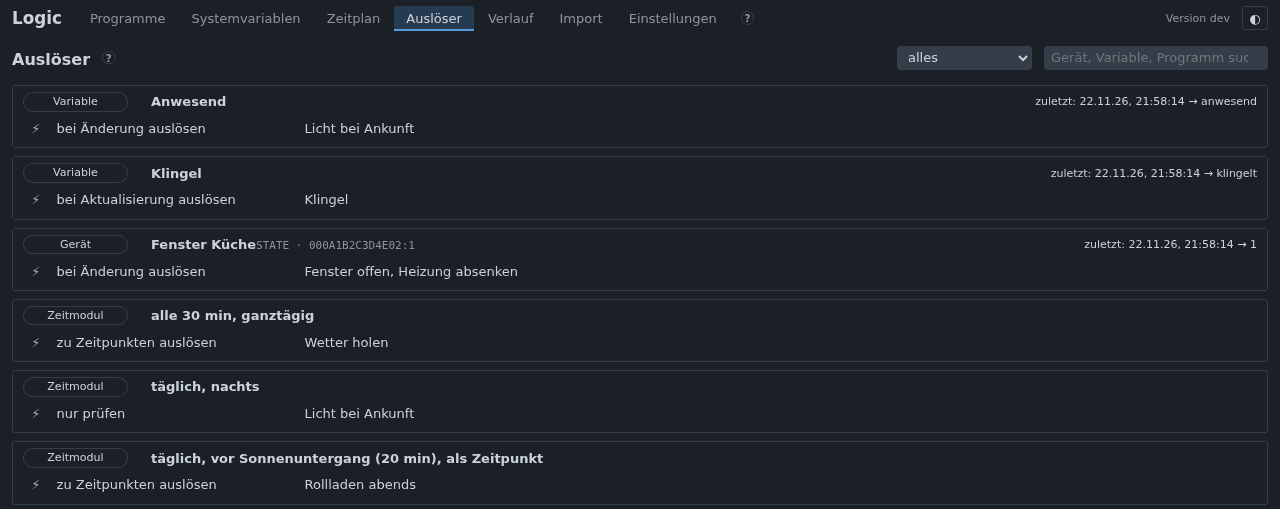 Logic Programme Systemvariablen Zeitplan Auslöser Verlauf Import Einstellungen ? Version dev
Auslöser ? alles Gerät, Variable, Programm suc
Variable Anwesend zuletzt: 22.11.26, 21:58:14 → anwesend
⚡ bei Änderung auslösen Licht bei Ankunft
Variable Klingel zuletzt: 22.11.26, 21:58:14 → klingelt
⚡ bei Aktualisierung auslösen Klingel
Gerät Fenster Küche STATE · 000A1B2C3D4E02:1 zuletzt: 22.11.26, 21:58:14 → 1
⚡ bei Änderung auslösen Fenster offen, Heizung absenken
Zeitmodul alle 30 min, ganztägig
⚡ zu Zeitpunkten auslösen Wetter holen
Zeitmodul täglich, nachts
⚡ nur prüfen Licht bei Ankunft
Zeitmodul täglich, vor Sonnenuntergang (20 min), als Zeitpunkt
⚡ zu Zeitpunkten auslösen Rollladen abends